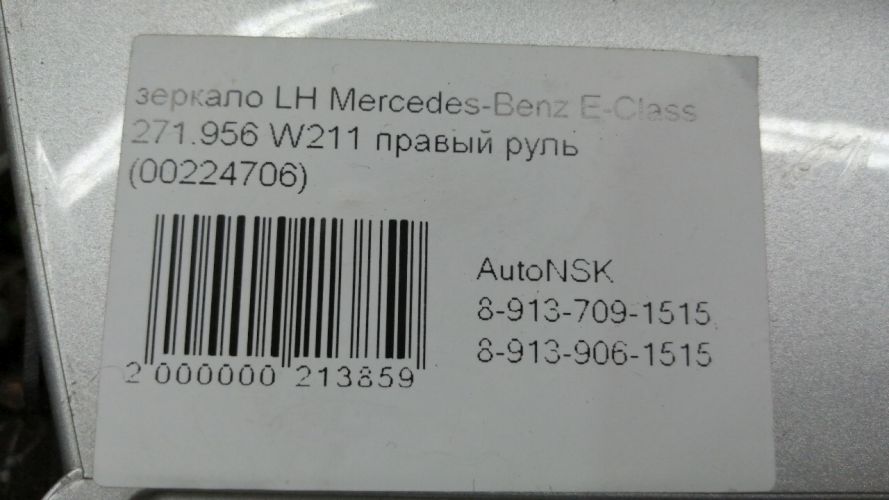 зеркало LH Mercedes-Benz E-Class
271.956 W211 правый руль
(00224706)
AutoNSK
8-913-709-1515
8-913-906-1515
2 000000 213859